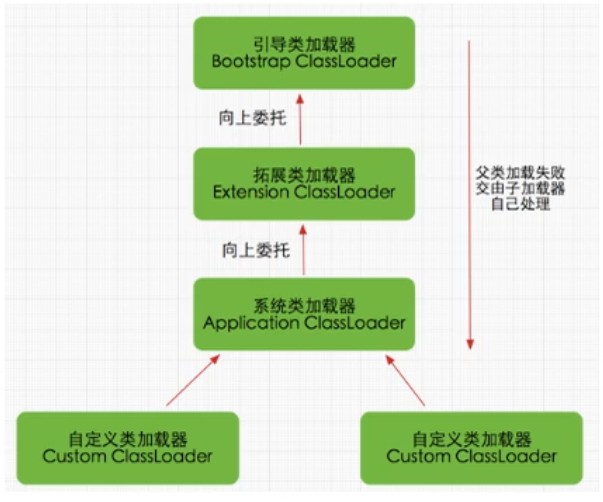 引导类加载器
Bootstrap ClassLoader
向上委托
拓展类加载器
Extension ClassLoader
父类加载失败
交由子加载器
自己处理
向上委托
系统类加载器
Application ClassLoader
自定义类加载器
Custom ClassLoader
自定义类加载器
Custom ClassLoader